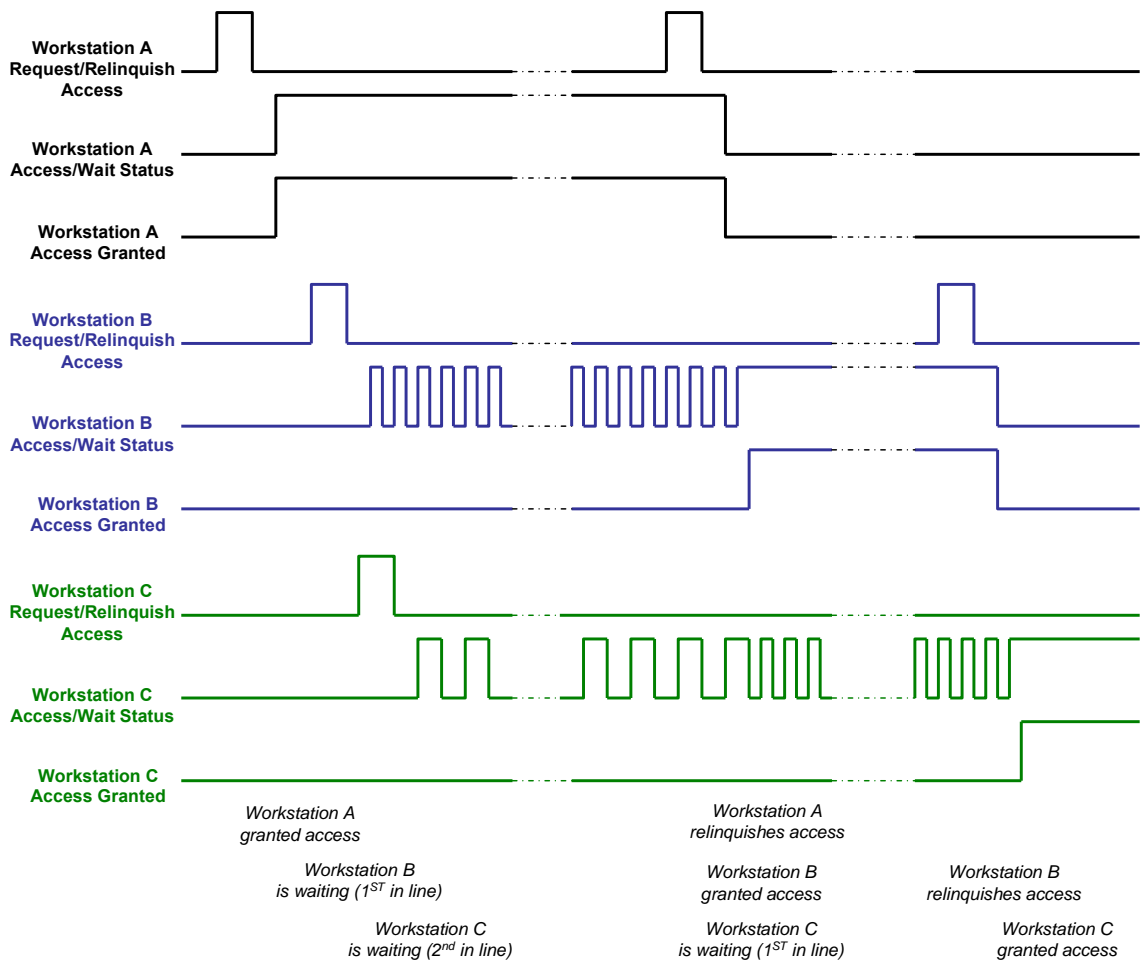 Workstation A
Request/Relinquish
Access
Workstation A
Access/Wait Status
Workstation A
Access Granted
Workstation B
Request/Relinquish
Access
Workstation B
Access/Wait Status
Workstation B
Access Granted
Workstation C
Request/Relinquish
Access
Workstation C
Access/Wait Status
Workstation C
Access Granted
Workstation A
granted access
Workstation A
relinquishes access
Workstation B
is waiting (1ST in line)
Workstation B
granted access
Workstation B
relinquishes access
Workstation C
is waiting (2nd in line)
Workstation C
is waiting (1ST in line)
Workstation C
granted access